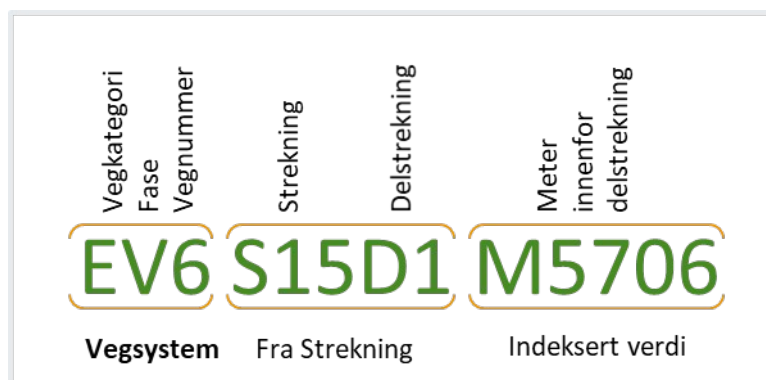 Vegkategori
Fase
Vegnummer
Strekning
Delstrekning
Meter
innenfor
delstrekning
EV6 S15D1 M5706
Vegsystem Fra Strekning Indeksert verdi